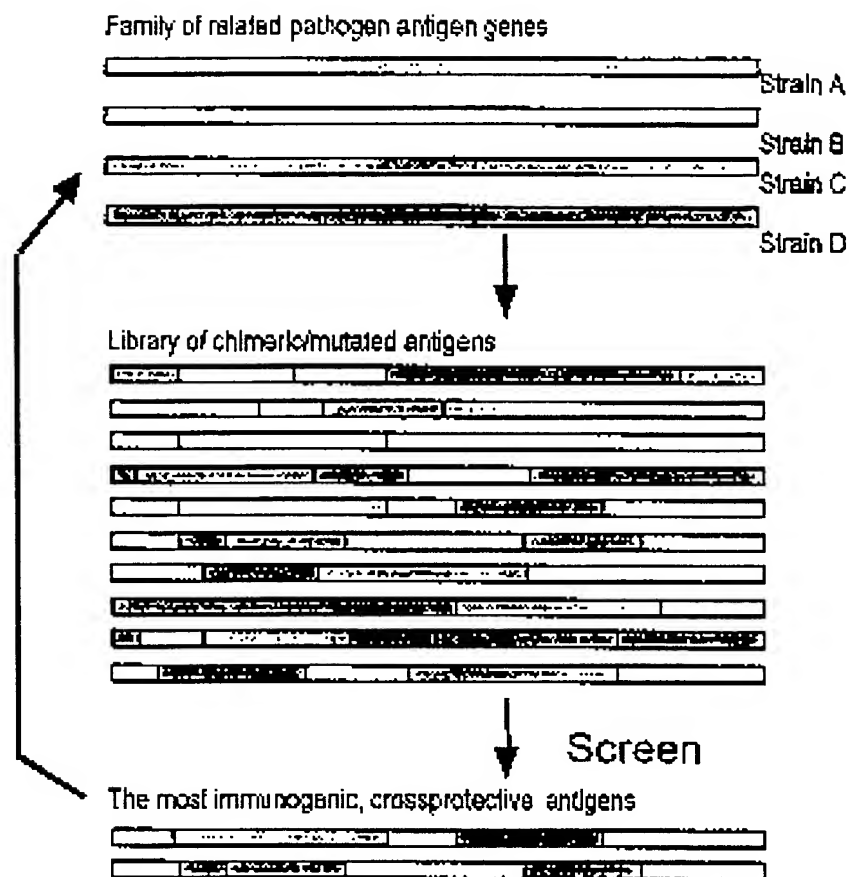 Family of related pathogen antigen genes
Strain A
Strain B
Strain C
Strain D
Library of chimeric/mutated antigens
Screen
The most immunogenic, crossprotective antigens